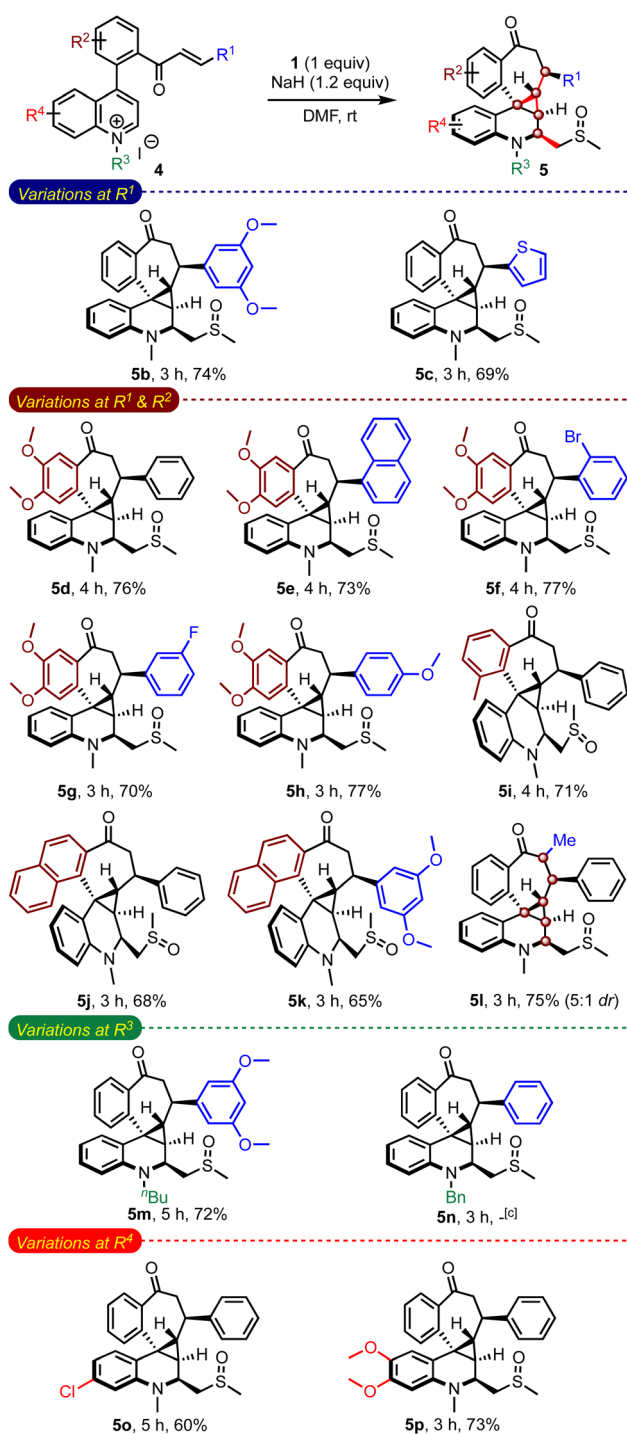 R2
R1
O
R4
N
+
R3
I
−
4
1 (1 equiv)
NaH (1.2 equiv)
DMF, rt
O
R2
H
R1
R4
H
O
N
S
R3
5
Variations at R1
O
O
H
H
O
O
N
S
5b, 3 h, 74%
O
S
H
H
O
N
S
5c, 3 h, 69%
Variations at R1 & R2
O
O
O
H
H
O
N
S
5d, 4 h, 76%
O
O
O
H
H
O
N
S
5e, 4 h, 73%
O
Br
O
O
H
H
O
N
S
5f, 4 h, 77%
O
F
O
O
H
H
O
N
S
5g, 3 h, 70%
O
O
O
O
H
H
O
N
S
5h, 3 h, 77%
O
H
H
N
S
O
5i, 4 h, 71%
O
H
H
N
S
O
5j, 3 h, 68%
O
O
H
O
H
N
S
O
5k, 3 h, 65%
O
Me
H
H
O
N
S
5l, 3 h, 75% (5:1 dr)
Variations at R3
O
O
H
H
O
O
N
S
nBu
5m, 5 h, 72%
O
H
H
O
N
S
Bn
5n, 3 h, -[c]
Variations at R4
O
H
H
O
Cl
N
S
5o, 5 h, 60%
O
H
H
O
O
O
N
S
5p, 3 h, 73%